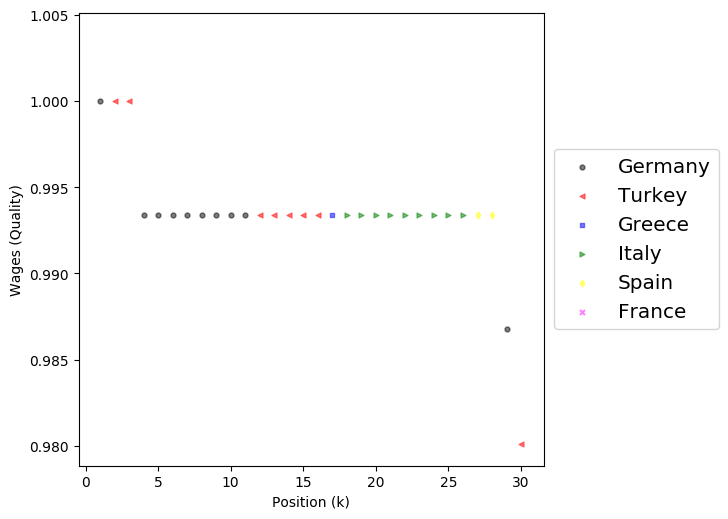 1.005
1.000
0.995
0.990
0.985
0.980
Wages (Quality)
0 5 10 15 20 25 30
Position (k)
Germany
Turkey
Greece
Italy
Spain
France